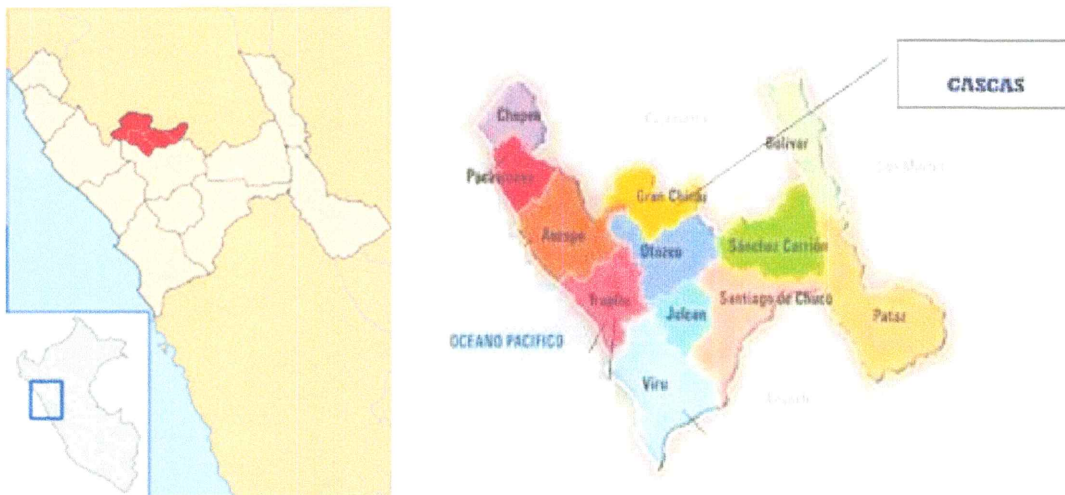 CASCAS
Chepen
Bolivar
Pacasmayo
Gran Chimu
Ascope
Otuzco
Sánchez Carrión
Trujillo
Santiago de Chuco
Julcan
Pataz
OCEANO PACIFICO
Viru